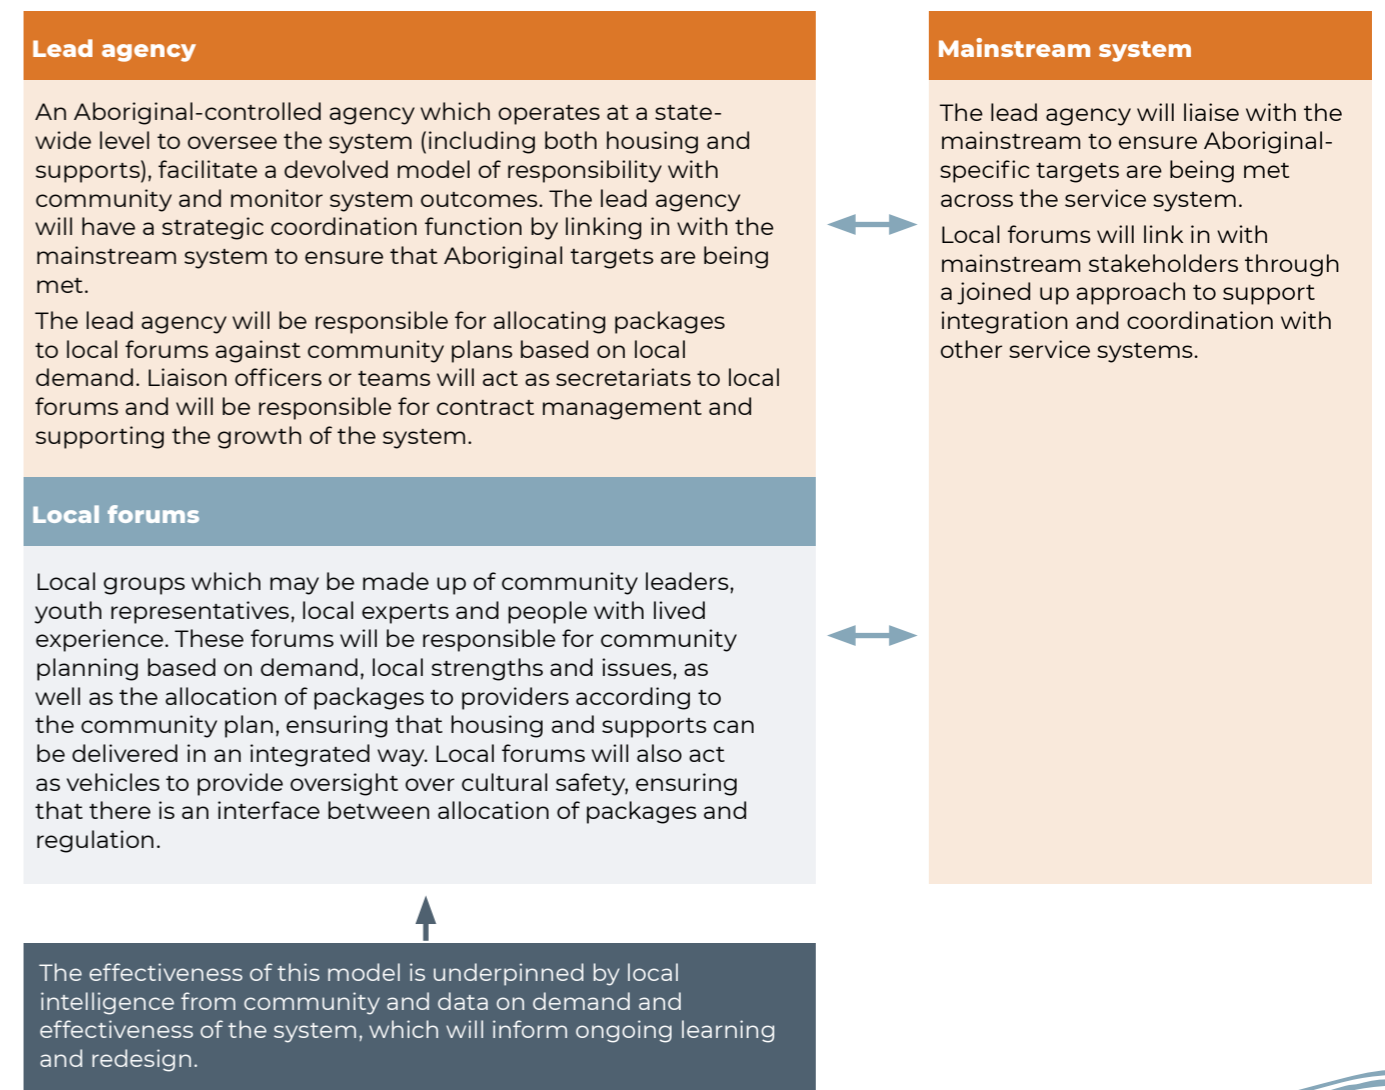 Lead agency
An Aboriginal-controlled agency which operates at a state-
wide level to oversee the system (including both housing and
supports), facilitate a devolved model of responsibility with
community and monitor system outcomes. The lead agency
will have a strategic coordination function by linking in with the
mainstream system to ensure that Aboriginal targets are being
met.
The lead agency will be responsible for allocating packages
to local forums against community plans based on local
demand. Liaison officers or teams will act as secretariats to local
forums and will be responsible for contract management and
supporting the growth of the system.
Local forums
Local groups which may be made up of community leaders,
youth representatives, local experts and people with lived
experience. These forums will be responsible for community
planning based on demand, local strengths and issues, as
well as the allocation of packages to providers according to
the community plan, ensuring that housing and supports can
be delivered in an integrated way. Local forums will also act
as vehicles to provide oversight over cultural safety, ensuring
that there is an interface between allocation of packages and
regulation.
Mainstream system
The lead agency will liaise with the
mainstream to ensure Aboriginal-
specific targets are being met
across the service system.
Local forums will link in with
mainstream stakeholders through
a joined up approach to support
integration and coordination with
other service systems.
The effectiveness of this model is underpinned by local
intelligence from community and data on demand and
effectiveness of the system, which will inform ongoing learning
and redesign.